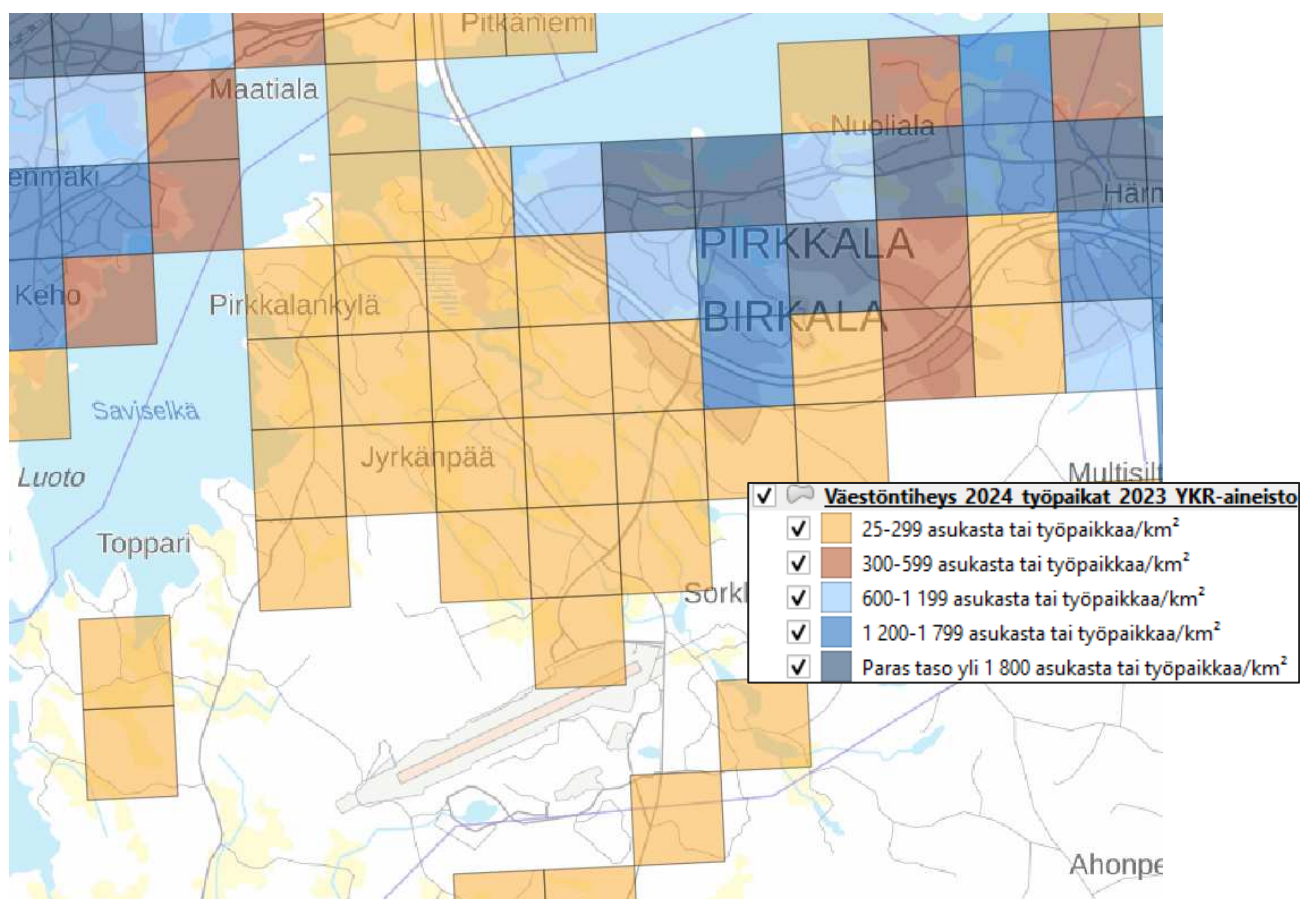 Pitkäniemi
Maatiala
Nuoliala
enmäki
Härm
PIRKKALA
Keho
Pirkkalankylä
BIRKALA
Saviselkä
Jyrkänpää
Luoto
Multisilt
Toppari
Sorkl
Ahonpe
Väestöntiheys 2024 työpaikat 2023 YKR-aineisto
25-299 asukasta tai työpaikkaa/km²
300-599 asukasta tai työpaikkaa/km²
600-1 199 asukasta tai työpaikkaa/km²
1 200-1 799 asukasta tai työpaikkaa/km²
Paras taso yli 1 800 asukasta tai työpaikkaa/km²